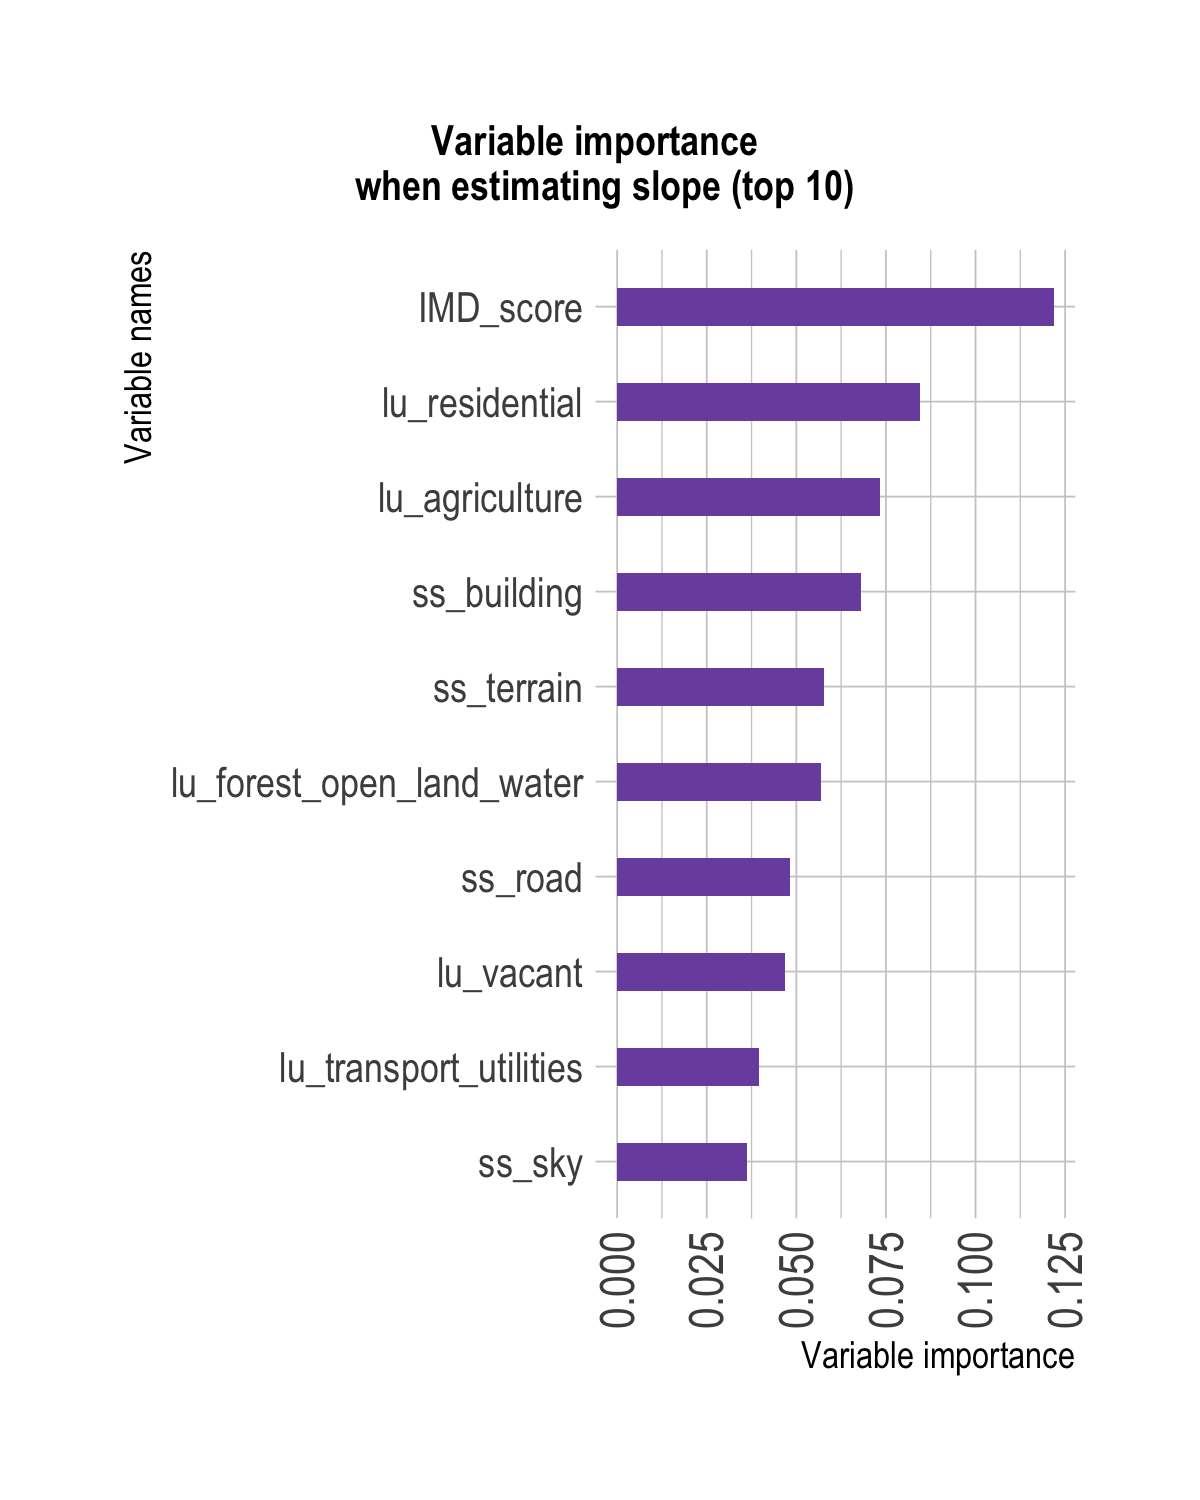 Variable importance
when estimating slope (top 10)
Variable names
IMD_score
lu_residential
lu_agriculture
ss_building
ss_terrain
lu_forest_open_land_water
ss_road
lu_vacant
lu_transport_utilities
ss_sky
0.000
0.025
0.050
0.075
0.100
0.125
Variable importance